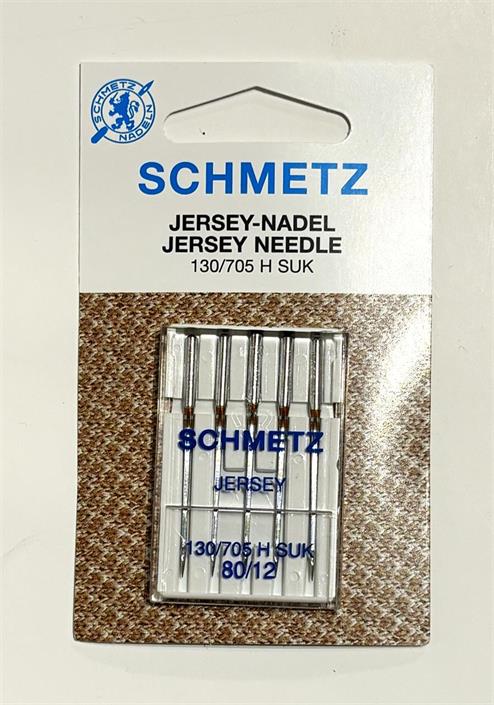 SCHMETZ
NADELN
SCHMETZ
JERSEY-NADEL
JERSEY NEEDLE
130/705 H SUK
SCHMETZ
JERSEY
130/705 H SUK
80/12